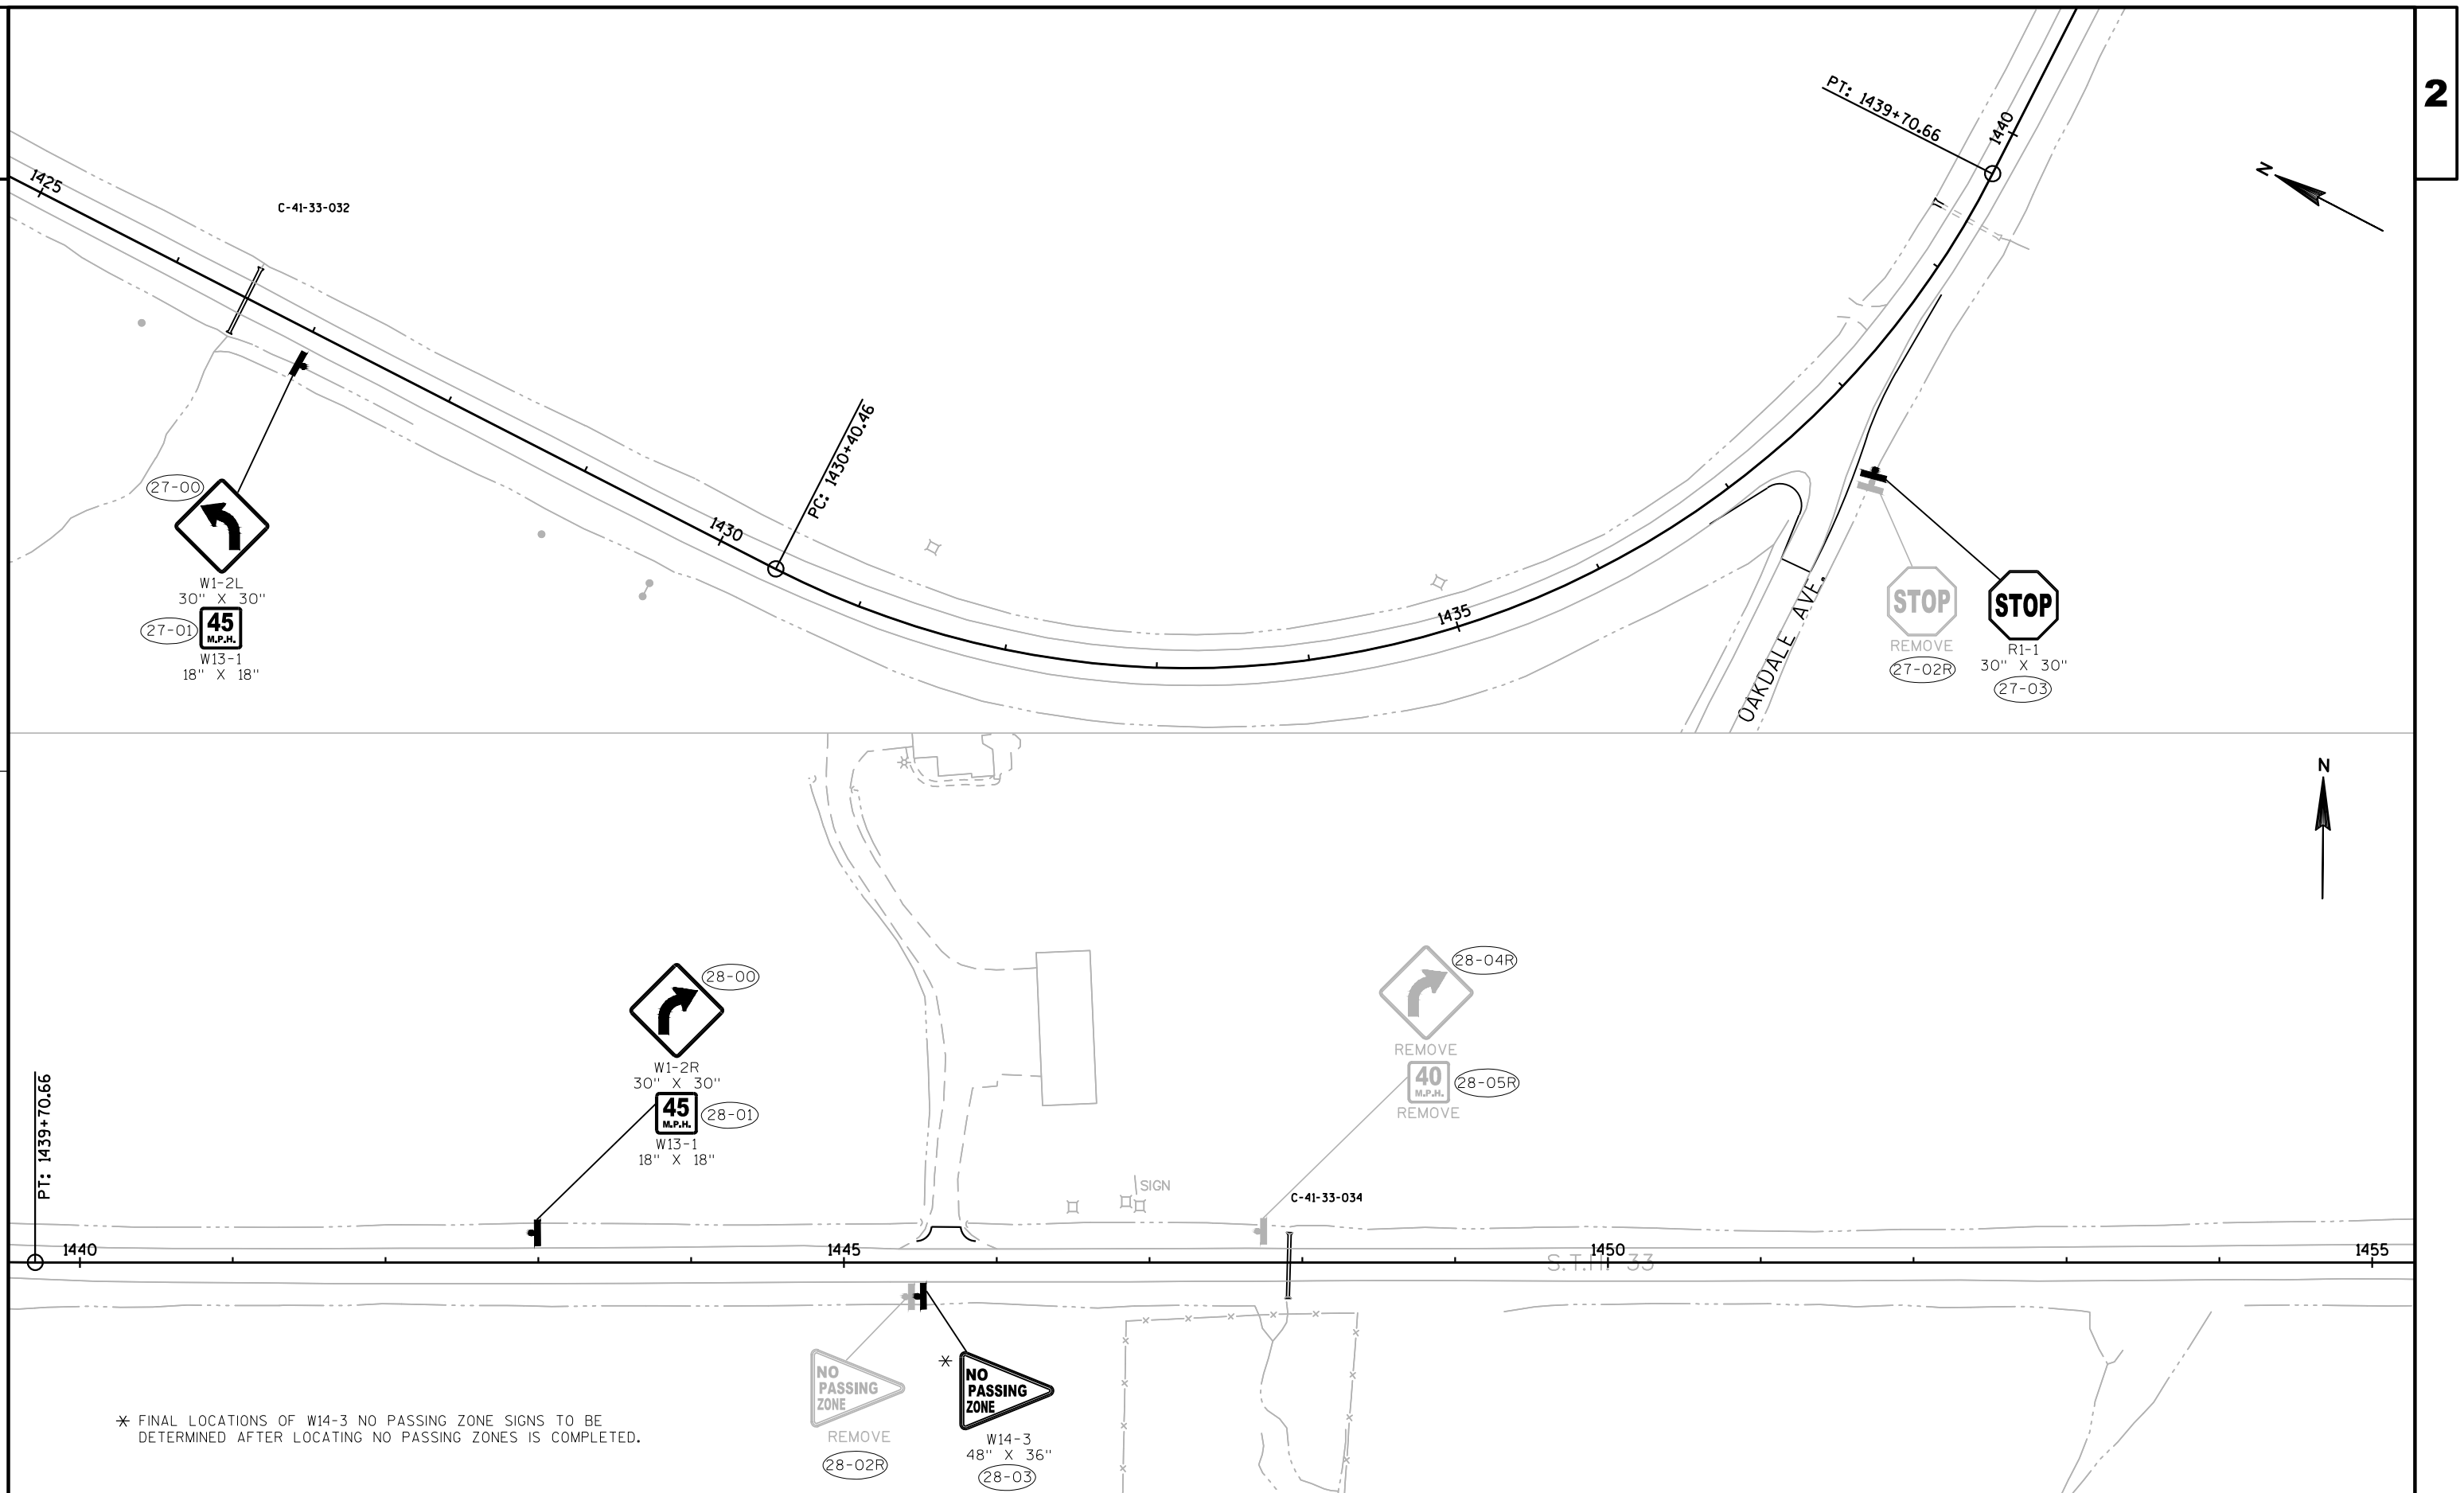 2
PT: 1439+70.66
1440
N
1425
C-41-33-032
PC: 1430+40.46
1430
1435
27-00
W1-2L
30" X 30"
27-01
45
M.P.H.
W13-1
18" X 18"
OAKDALE AVE.
STOP
REMOVE
27-02R
STOP
R1-1
30" X 30"
27-03
N
28-00
W1-2R
30" X 30"
45
M.P.H.
28-01
W13-1
18" X 18"
28-04R
REMOVE
40
M.P.H.
28-05R
REMOVE
PT: 1439+70.66
SIGN
C-41-33-034
1440
1445
1450
1455
S.T.H. 33
NO
PASSING
ZONE
REMOVE
28-02R
* NO
PASSING
ZONE
W14-3
48" X 36"
28-03
* FINAL LOCATIONS OF W14-3 NO PASSING ZONE SIGNS TO BE
DETERMINED AFTER LOCATING NO PASSING ZONES IS COMPLETED.